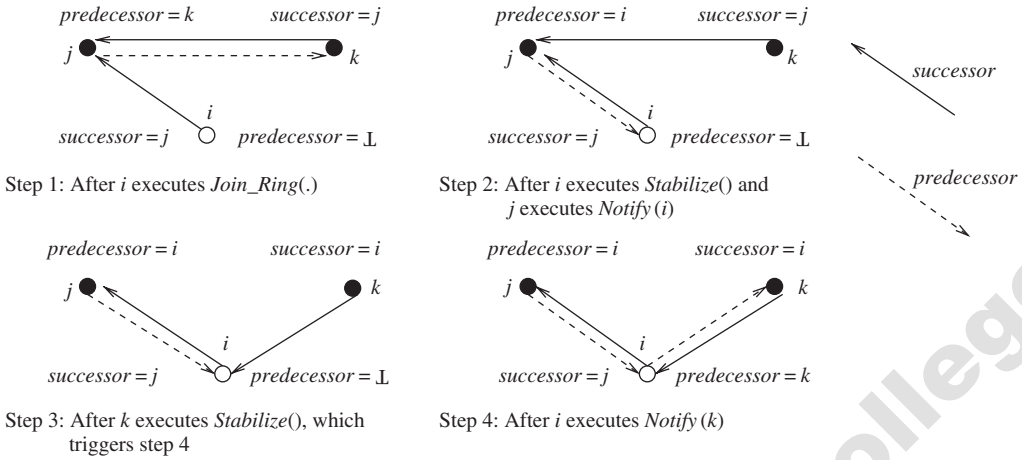 predecessor = k successor = j
j k
i
successor = j predecessor = ⊥
Step 1: After i executes Join_Ring(.)
predecessor = i successor = j
j k
i
successor = j predecessor = ⊥
Step 2: After i executes Stabilize() and
j executes Notify (i)
successor
predecessor
predecessor = i successor = i
j k
i
successor = j predecessor = ⊥
Step 3: After k executes Stabilize(), which
triggers step 4
predecessor = i successor = i
j k
i
successor = j predecessor = k
Step 4: After i executes Notify (k)
ollege